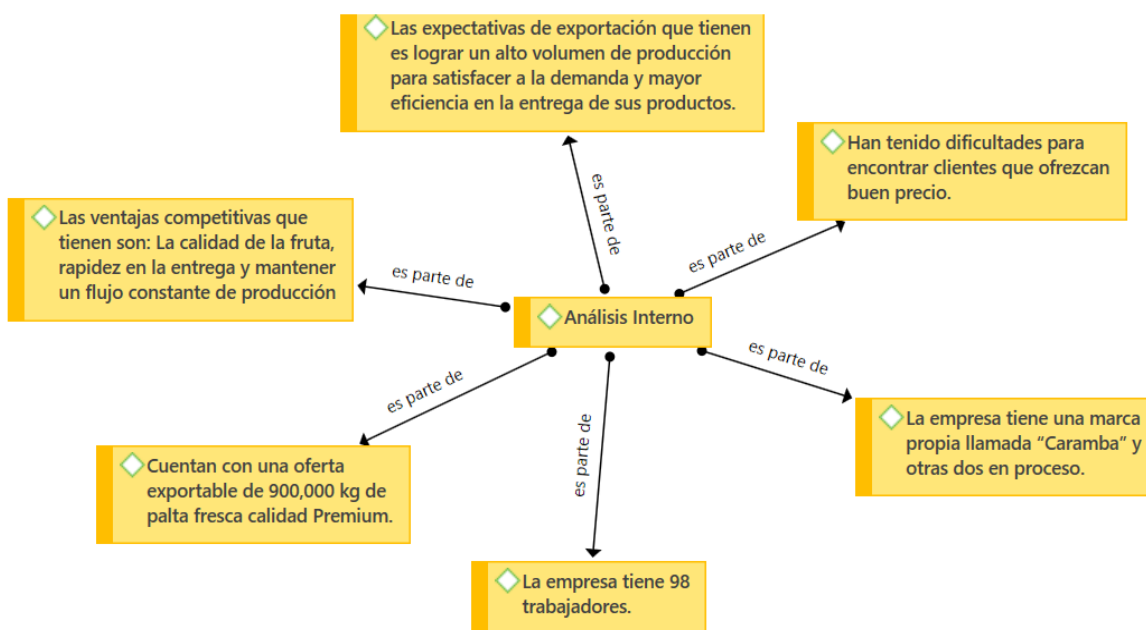 Las expectativas de exportación que tienen
es lograr un alto volumen de producción
para satisfacer a la demanda y mayor
eficiencia en la entrega de sus productos.
Han tenido dificultades para
encontrar clientes que ofrezcan
buen precio.
es parte de
es parte de
Las ventajas competitivas que
tienen son: La calidad de la fruta,
rapidez en la entrega y mantener
un flujo constante de producción
es parte de
Análisis Interno
es parte de
es parte de
es parte de
La empresa tiene una marca
propia llamada “Caramba” y
otras dos en proceso.
Cuentan con una oferta
exportable de 900,000 kg de
palta fresca calidad Premium.
La empresa tiene 98
trabajadores.